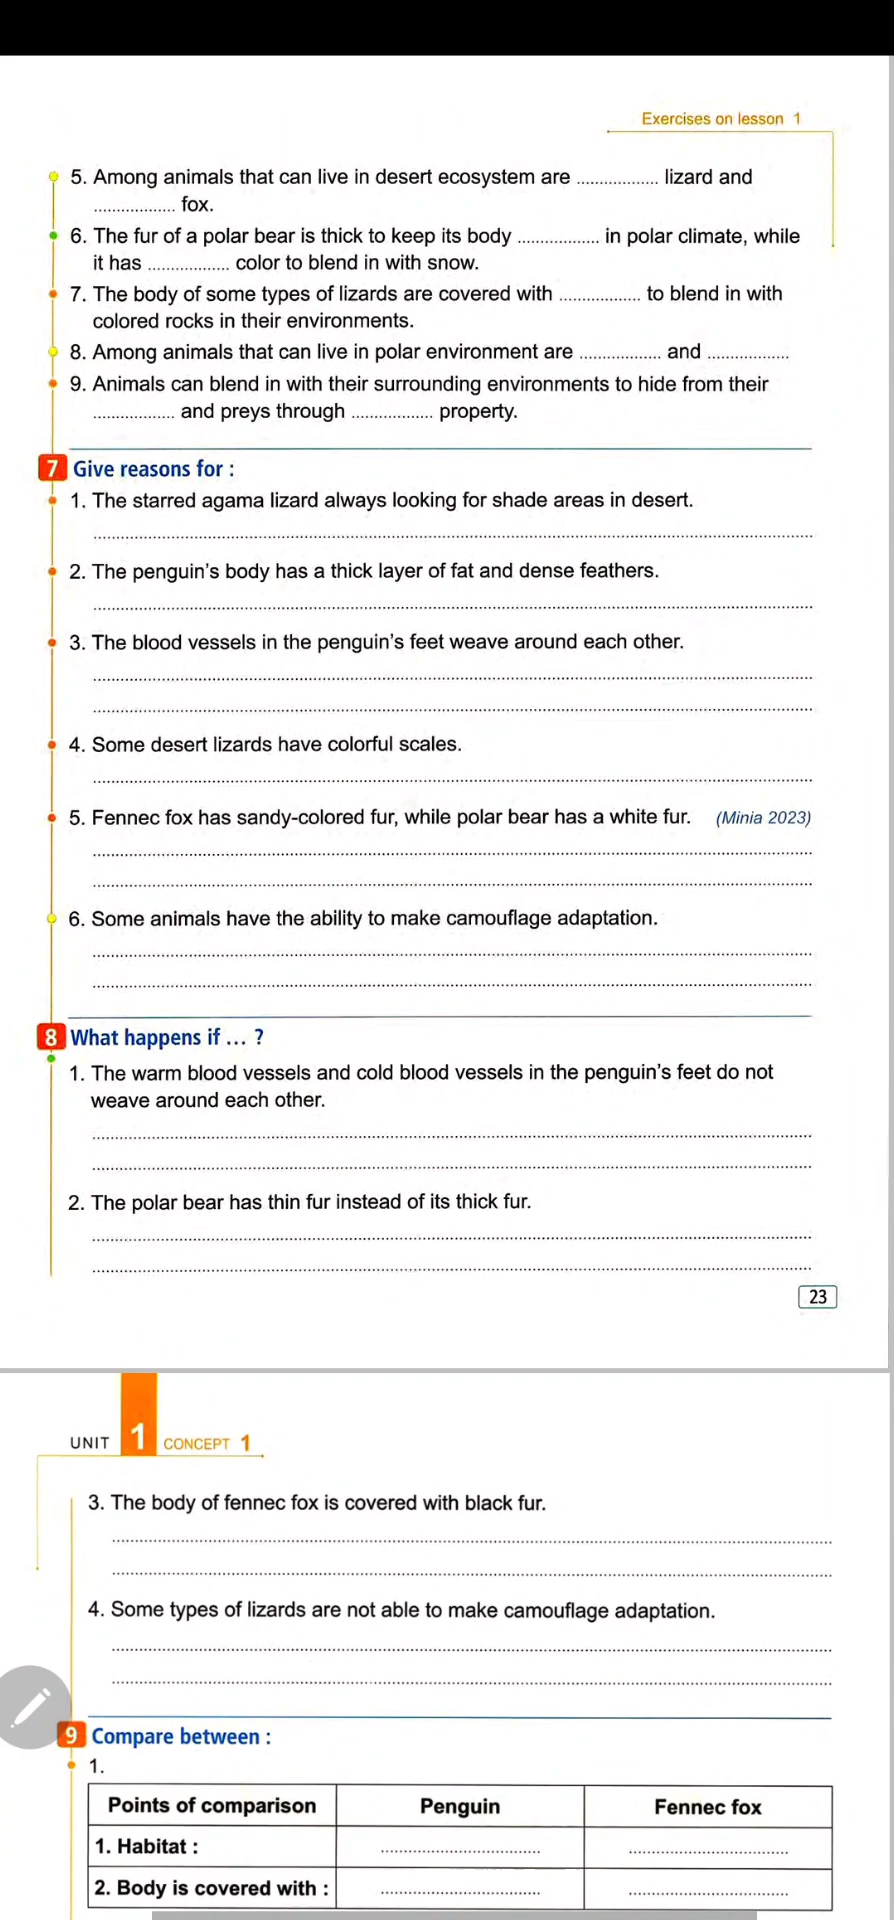 Exercises on lesson 1
5. Among animals that can live in desert ecosystem are ................. lizard and
................. fox.
6. The fur of a polar bear is thick to keep its body ................. in polar climate, while
it has ................. color to blend in with snow.
7. The body of some types of lizards are covered with ................. to blend in with
colored rocks in their environments.
8. Among animals that can live in polar environment are ................. and .................
9. Animals can blend in with their surrounding environments to hide from their
................. and preys through ................. property.
7 Give reasons for :
1. The starred agama lizard always looking for shade areas in desert.
2. The penguin's body has a thick layer of fat and dense feathers.
3. The blood vessels in the penguin's feet weave around each other.
4. Some desert lizards have colorful scales.
5. Fennec fox has sandy-colored fur, while polar bear has a white fur. (Minia 2023)
6. Some animals have the ability to make camouflage adaptation.
8 What happens if ... ?
1. The warm blood vessels and cold blood vessels in the penguin's feet do not
weave around each other.
2. The polar bear has thin fur instead of its thick fur.
23
UNIT 1 CONCEPT 1
3. The body of fennec fox is covered with black fur.
4. Some types of lizards are not able to make camouflage adaptation.
9 Compare between :
1.
Points of comparison Penguin Fennec fox
1. Habitat : ................. .................
2. Body is covered with : ................. .................